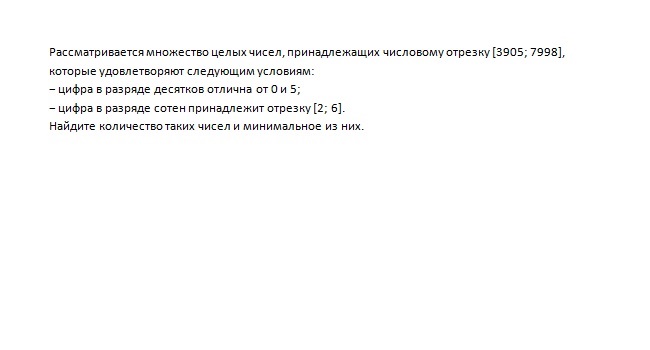 Рассматривается множество целых чисел, принадлежащих числовому отрезку [3905; 7998],
которые удовлетворяют следующим условиям:
− цифра в разряде десятков отлична от 0 и 5;
− цифра в разряде сотен принадлежит отрезку [2; 6].
Найдите количество таких чисел и минимальное из них.